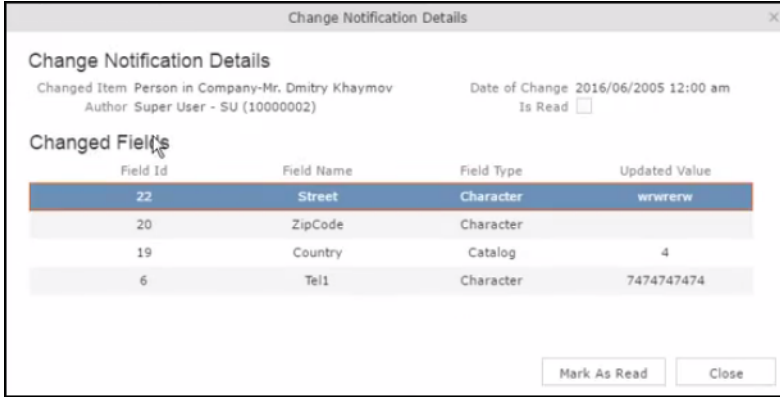 Change Notification Details
Change Notification Details
Changed Item Person in Company-Mr. Dmitry Khaymov Date of Change 2016/06/2005 12:00 am
Author Super User - SU (10000002) Is Read
Changed Fields
Field Id Field Name Field Type Updated Value
22 Street Character wrwrerw
20 ZipCode Character
19 Country Catalog 4
6 Tel1 Character 7474747474
Mark As Read Close